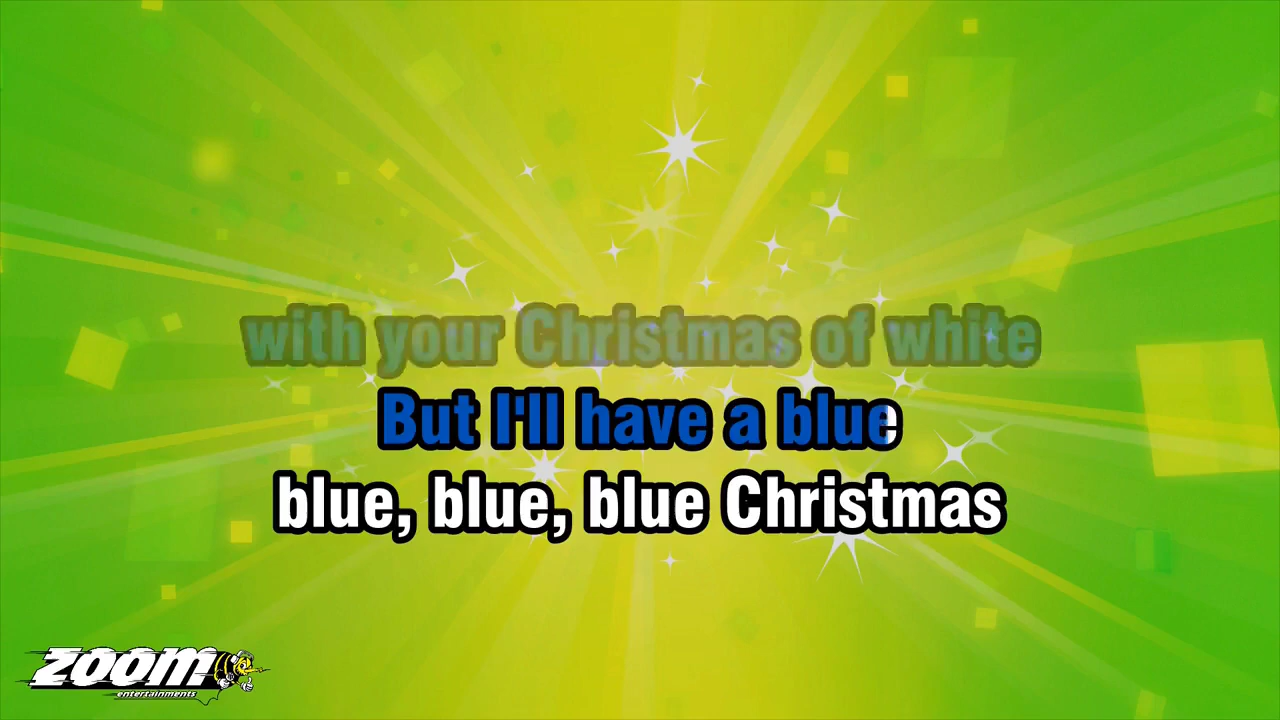 with your Christmas of white
But I'll have a blue
blue, blue, blue Christmas
ZOOM
entertainments